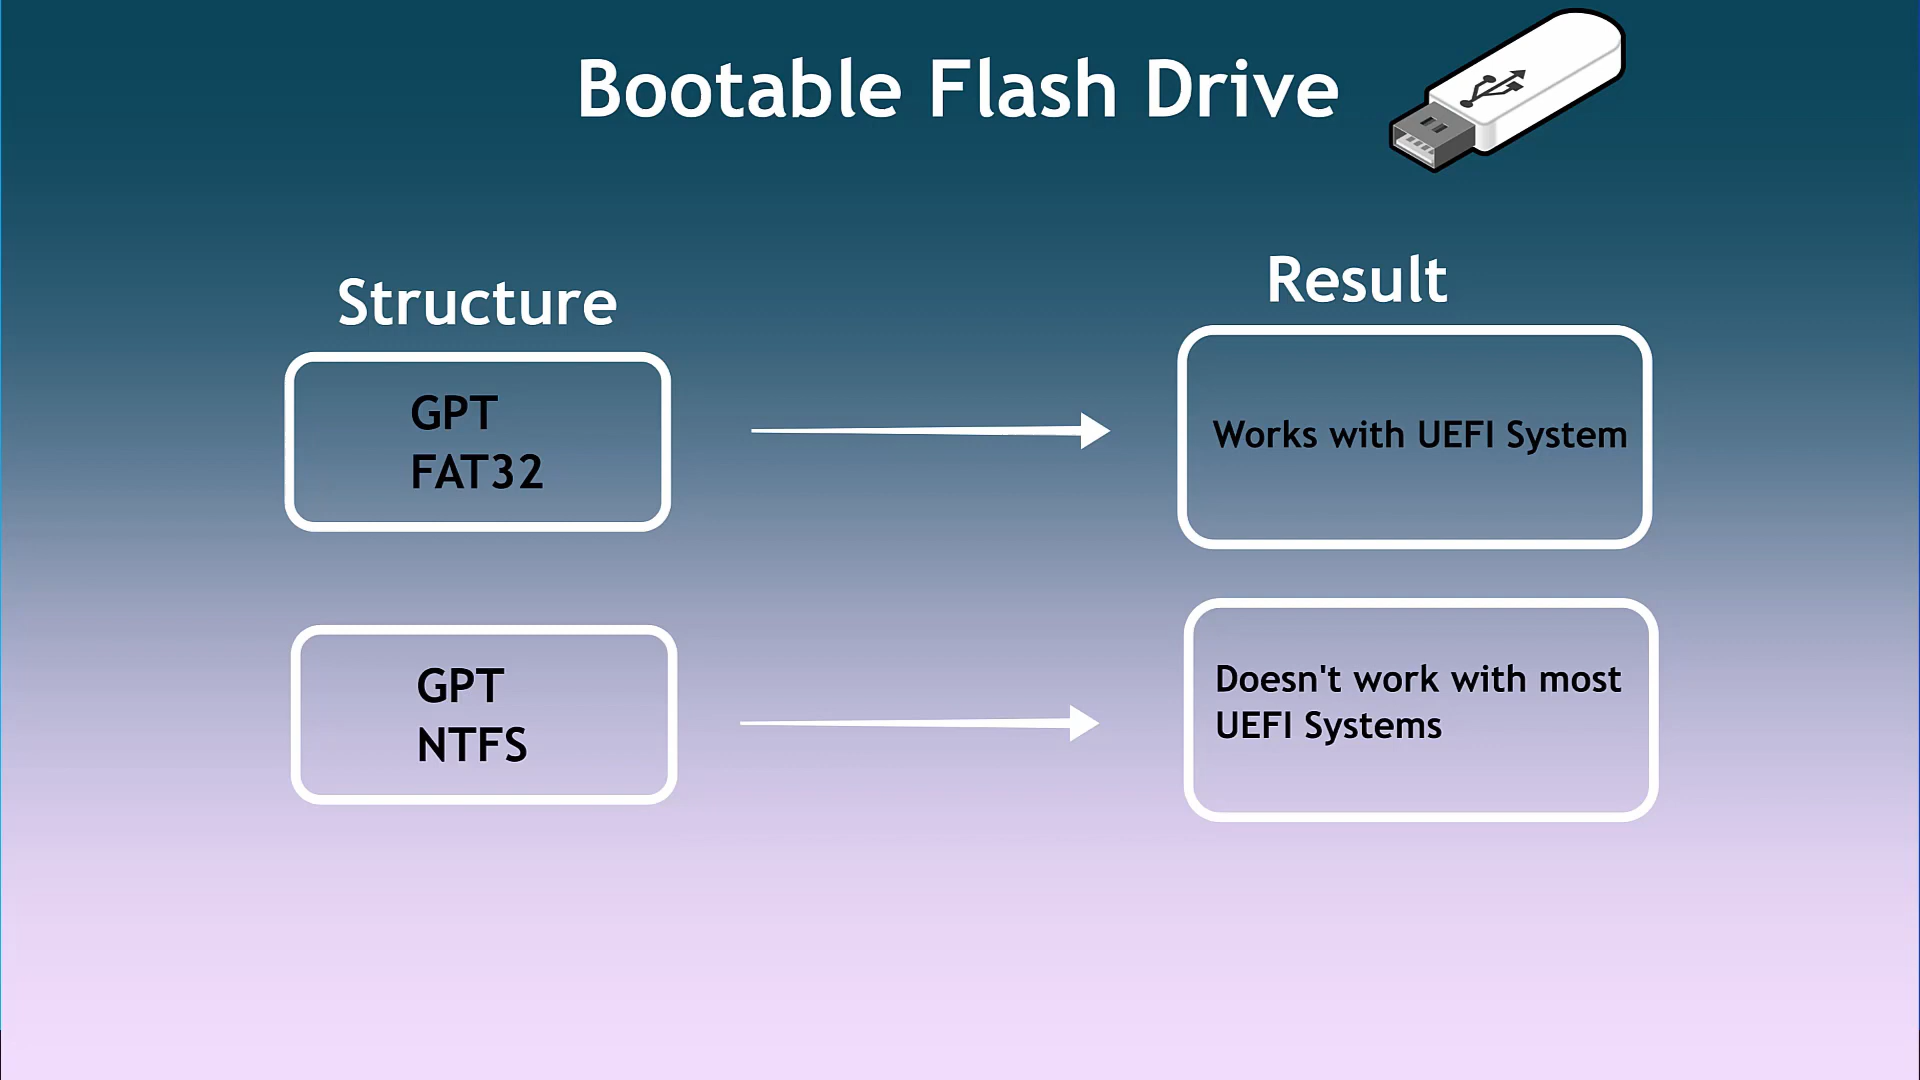 Bootable Flash Drive
Structure
Result
GPT
FAT32
Works with UEFI System
GPT
NTFS
Doesn't work with most
UEFI Systems